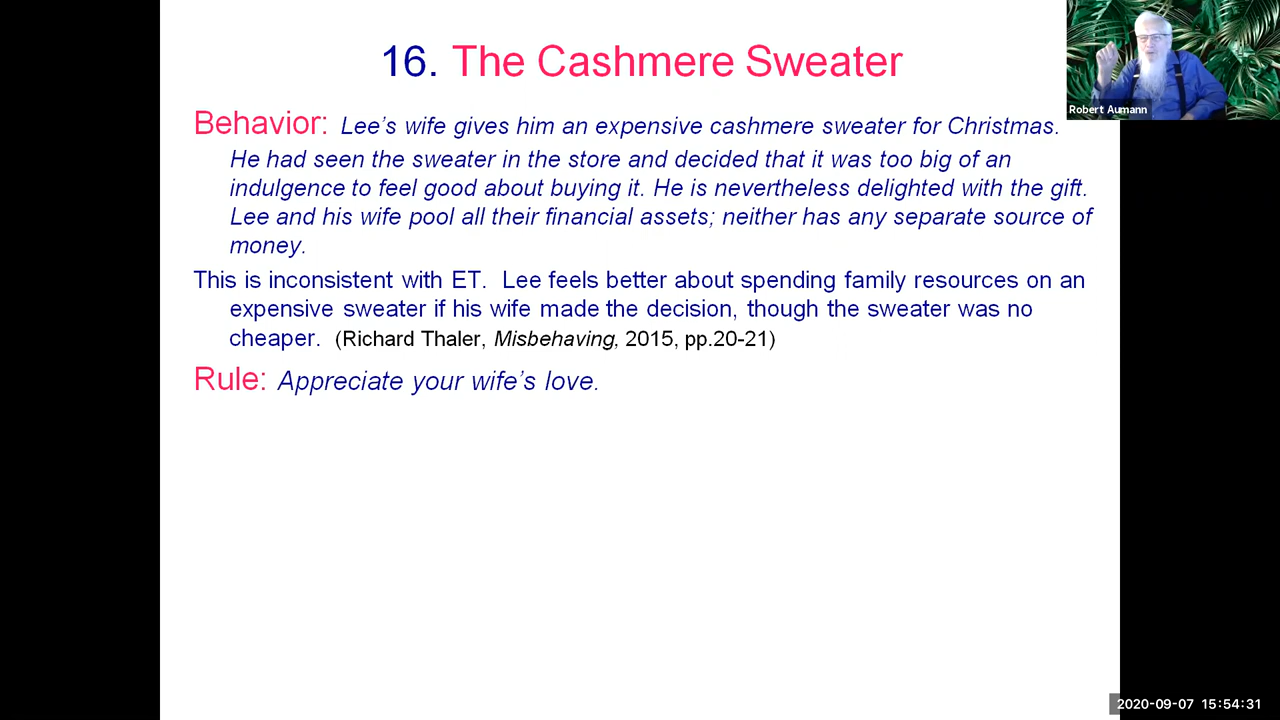 16. The Cashmere Sweater
Robert Aumann
Behavior: Lee's wife gives him an expensive cashmere sweater for Christmas.
He had seen the sweater in the store and decided that it was too big of an
indulgence to feel good about buying it. He is nevertheless delighted with the gift.
Lee and his wife pool all their financial assets; neither has any separate source of
money.
This is inconsistent with ET. Lee feels better about spending family resources on an
expensive sweater if his wife made the decision, though the sweater was no
cheaper. (Richard Thaler, Misbehaving, 2015, pp.20-21)
Rule: Appreciate your wife's love.
2020-09-07 15:54:31